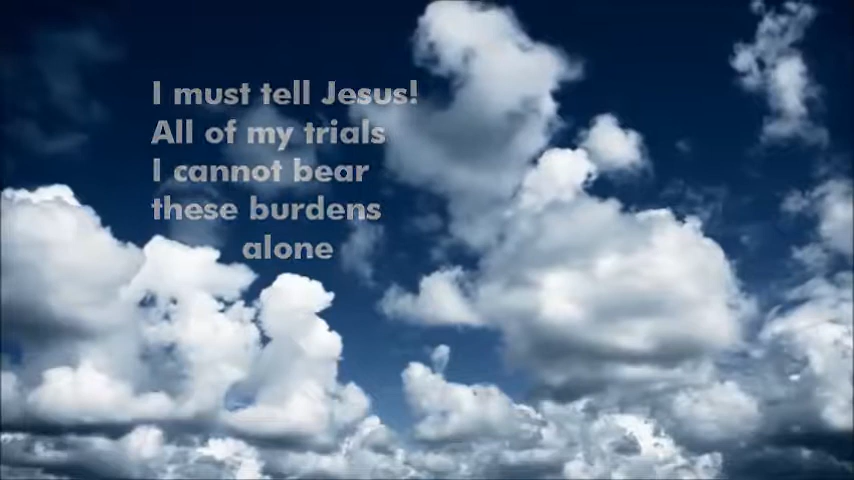 I must tell Jesus!
All of my trials
I cannot bear
these burdens
alone